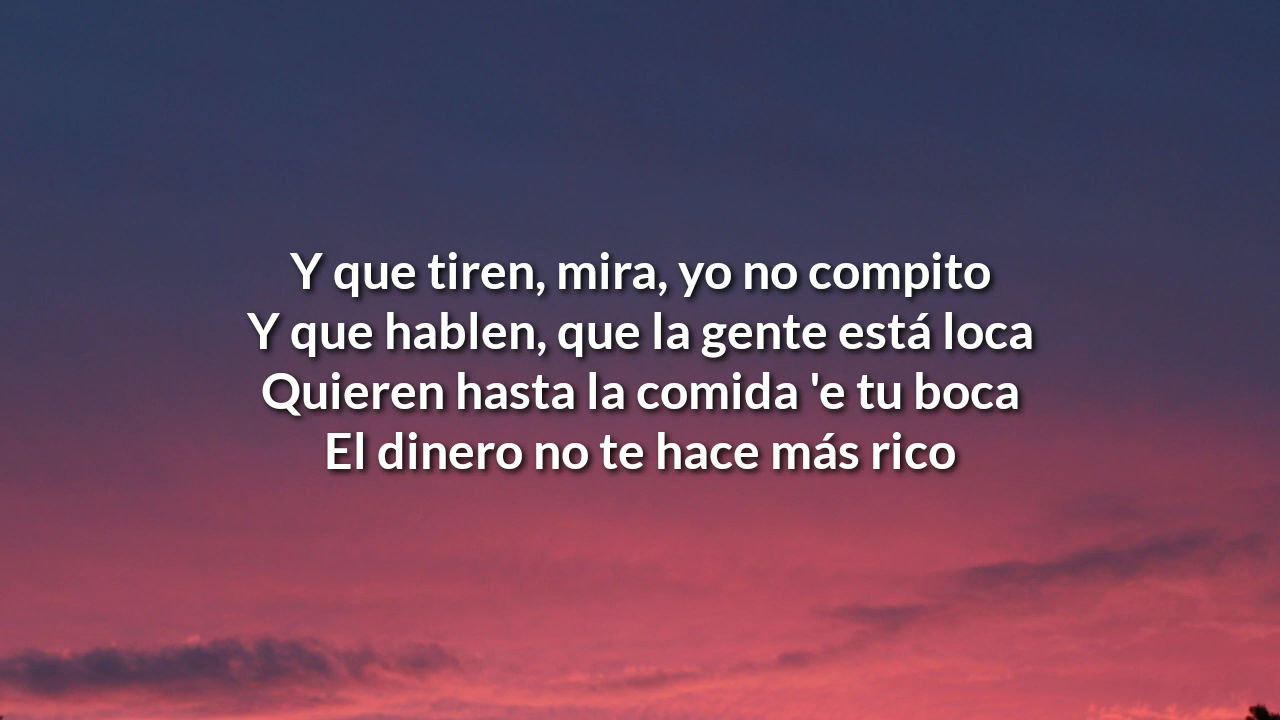 Y que tiren, mira, yo no compito
Y que hablen, que la gente está loca
Quieren hasta la comida 'e tu boca
El dinero no te hace más rico